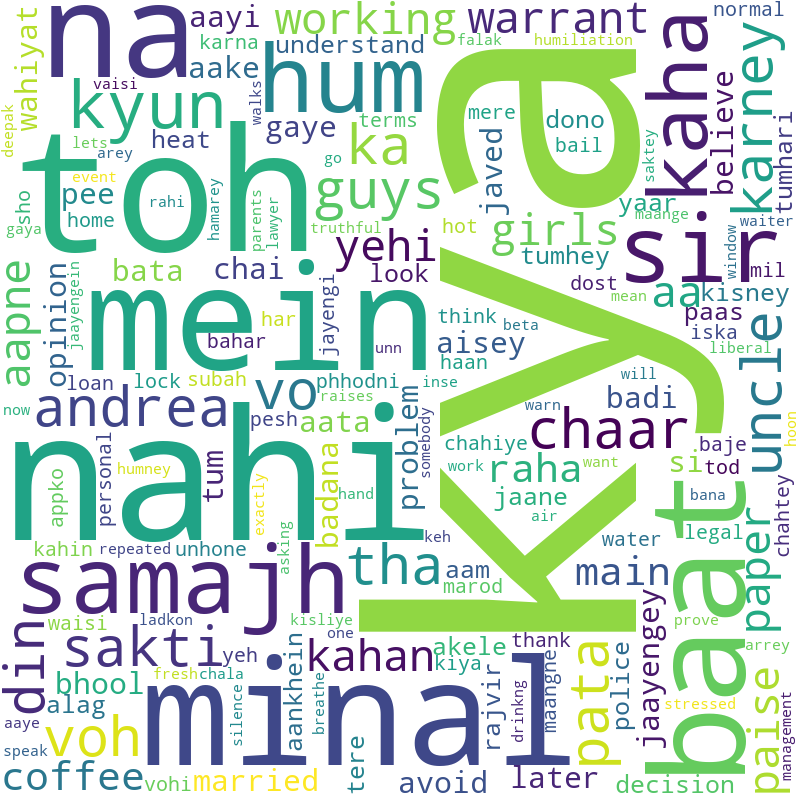 na
aayi
working
warrant
normal
karna
understand
falak
humiliation
wahiyat
vaisi
aake
hum
walks
kyun
heat
gaye
terms
mere
dono
bail
kaha
karney
believe
tumhari
deepak
lets
arey
toh
ka
guys
javed
saktey
event
pee
sho
home
rahi
hamarey
parents
lawyer
go
truthful
yaar
maange
gaya
hot
girls
waiter
window
kya
sir
yehi
tumhey
bata
chai
look
dost
mil
aapne
opinion
jaayengein
mein
jayengi
mean
aa
kisney
har
bahar
think
beta
paas
iska
unn
aisey
haan
will
liberal
now
loan
lock
subah
vo
phhodni
raises
inse
warn
badi
uncle
andrea
pesh
aata
problem
somebody
chaar
baje
hoon
nahi
tum
chahiye
work
want
si
tod
personal
humney
raha
jaane
bana
appko
exactly
badana
hand
air
baat
legal
paper
chahtey
kahin
repeated
unhone
asking
keh
water
samajh
tha
aam
main
marod
prove
waisi
ladkon
kisliye
one
thank
din
sakti
yeh
kahan
akele
kiya
arrey
bhool
fresh
chala
silence
aankhein
breathe
minal
rajvir
drinkng
maangne
pata
police
jaayengey
stressed
paise
management
alag
aaye
voh
speak
coffee
vohi
married
tere
avoid
later
decision